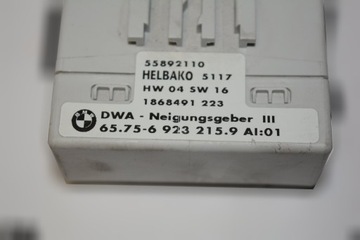 55892110
HELBAKO 5117
HW 04 SW 16
1868491 223
DWA - Neigungsgeber III
65.75-6 923 215.9 AI:01